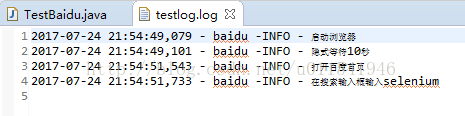 TestBaidu.java
testlog.log
1 2017-07-24 21:54:49,079 - baidu -INFO - 启动浏览器
2 2017-07-24 21:54:49,101 - baidu -INFO - 隐式等待10秒
3 2017-07-24 21:54:51,543 - baidu -INFO - 打开百度首页
4 2017-07-24 21:54:51,733 - baidu -INFO - 在搜索输入框输入selenium
5